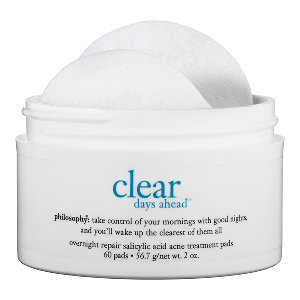 clear
days ahead™
philosophy®: take control of your mornings with good nights,
and you'll wake up the clearest of them all
overnight repair salicylic acid acne treatment pads
60 pads • 56.7 g/net wt. 2 oz.